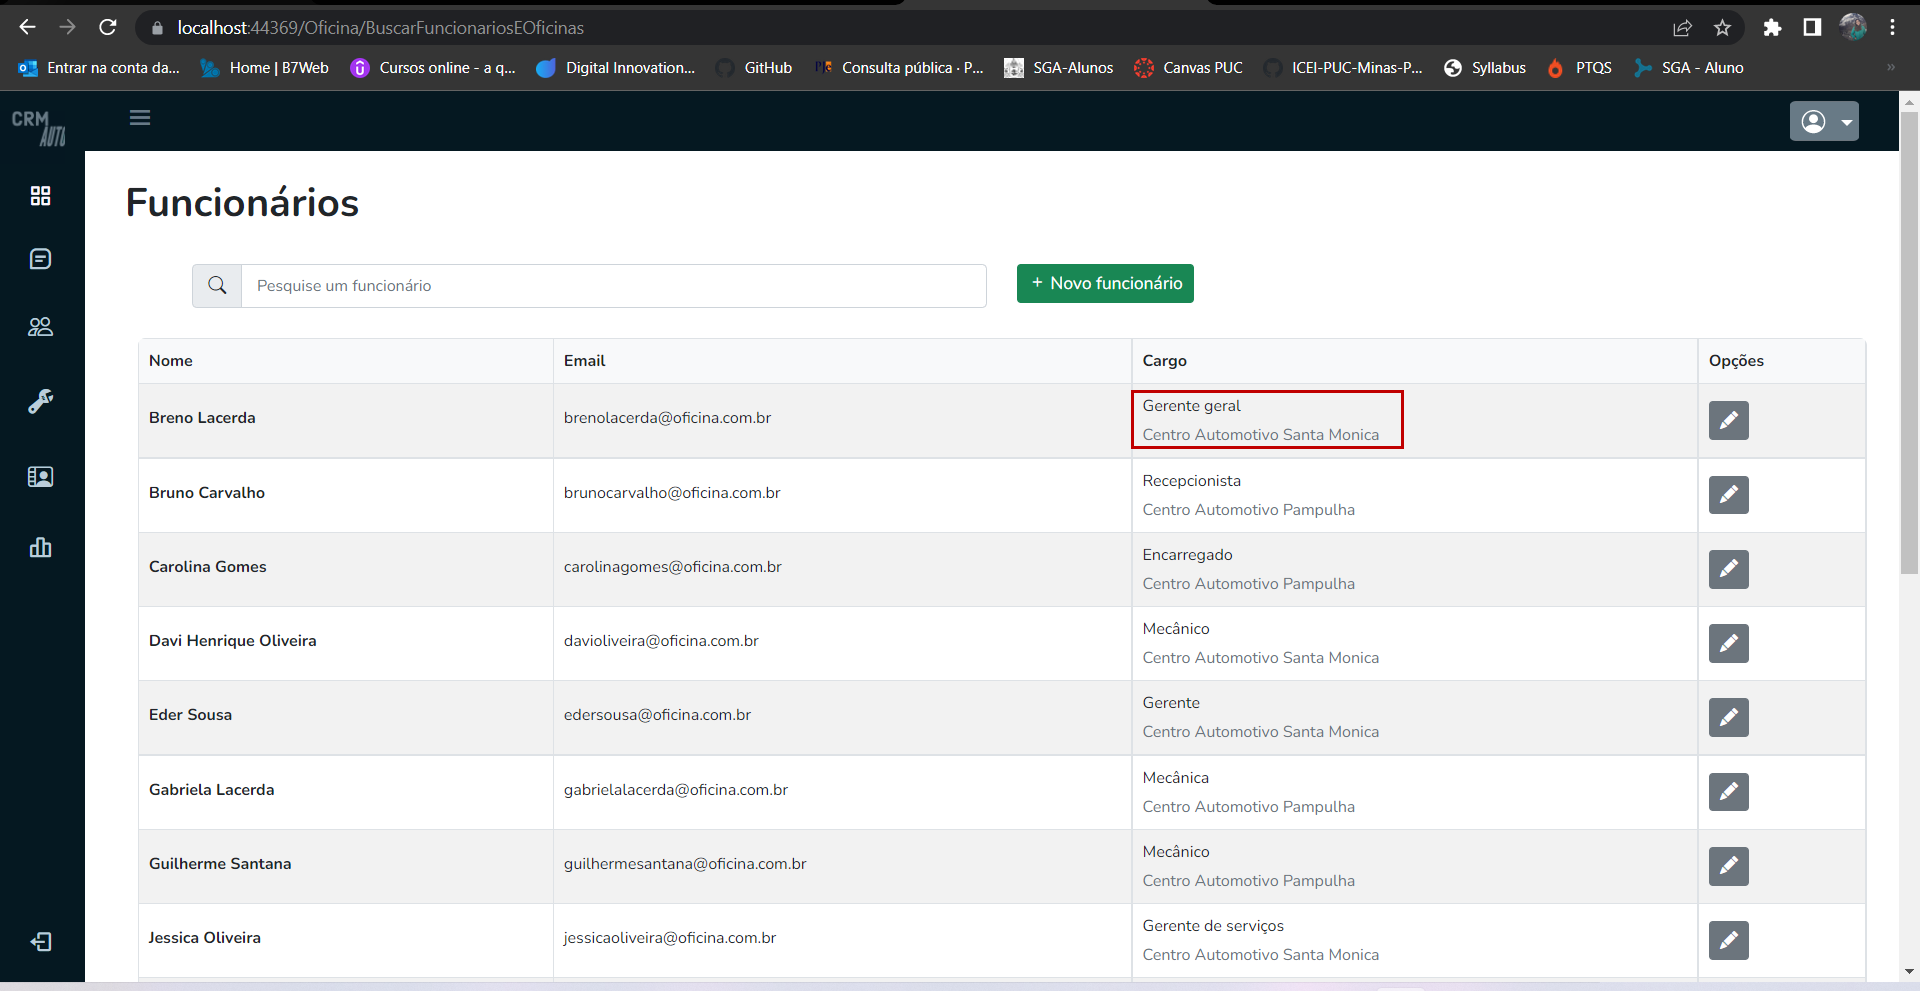 localhost:44369/Oficina/BuscarFuncionariosEOficinas
Entrar na conta da... Home | B7Web Cursos online - a q... Digital Innovation... GitHub Consulta pública · P... SGA-Alunos Canvas PUC ICEI-PUC-Minas-P... Syllabus PTQS SGA - Aluno »
CRM
AUTO
Funcionários
Pesquise um funcionário
+ Novo funcionário
Nome Email Cargo Opções
Breno Lacerda brenolacerda@oficina.com.br Gerente geral
Centro Automotivo Santa Monica
Bruno Carvalho brunocarvalho@oficina.com.br Recepcionista
Centro Automotivo Pampulha
Carolina Gomes carolinagomes@oficina.com.br Encarregado
Centro Automotivo Pampulha
Davi Henrique Oliveira davioliveira@oficina.com.br Mecânico
Centro Automotivo Santa Monica
Eder Sousa edersousa@oficina.com.br Gerente
Centro Automotivo Santa Monica
Gabriela Lacerda gabrielalacerda@oficina.com.br Mecânica
Centro Automotivo Pampulha
Guilherme Santana guilhermesantana@oficina.com.br Mecânico
Centro Automotivo Pampulha
Jessica Oliveira jessicaoliveira@oficina.com.br Gerente de serviços
Centro Automotivo Santa Monica